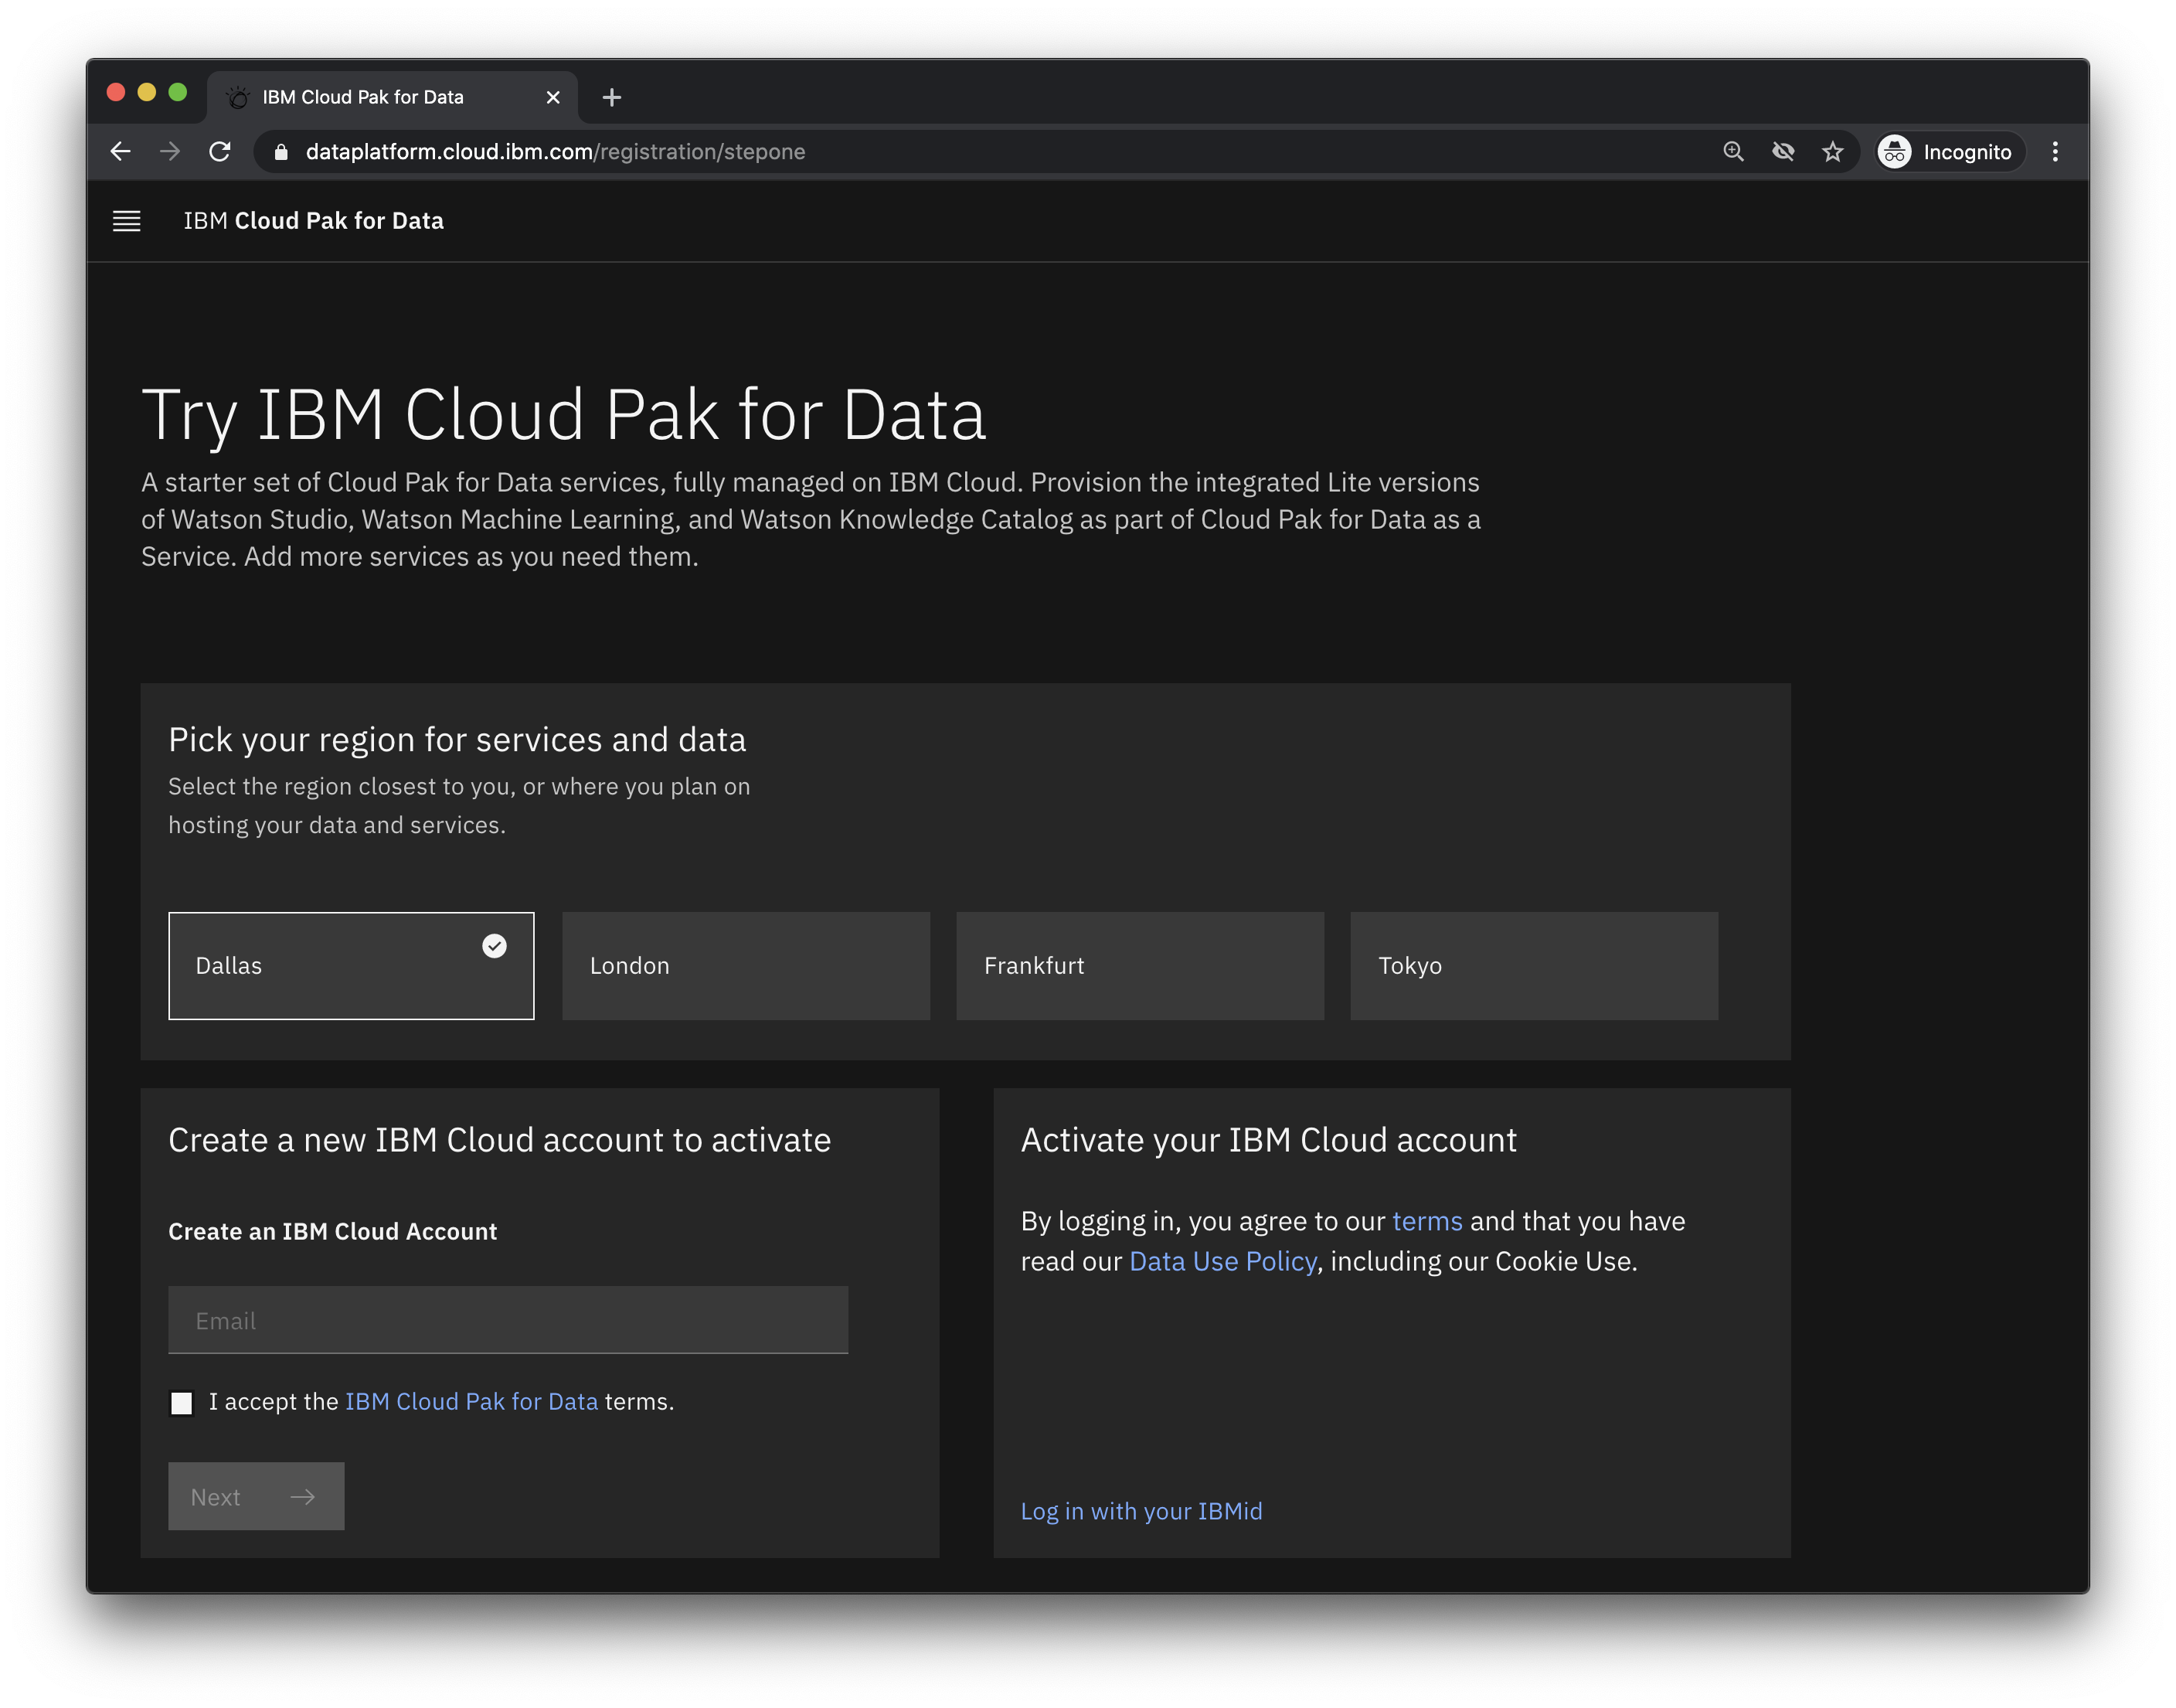 IBM Cloud Pak for Data
dataplatform.cloud.ibm.com/registration/stepone
Incognito
IBM Cloud Pak for Data
Try IBM Cloud Pak for Data
A starter set of Cloud Pak for Data services, fully managed on IBM Cloud. Provision the integrated Lite versions
of Watson Studio, Watson Machine Learning, and Watson Knowledge Catalog as part of Cloud Pak for Data as a
Service. Add more services as you need them.
Pick your region for services and data
Select the region closest to you, or where you plan on
hosting your data and services.
Dallas
London
Frankfurt
Tokyo
Create a new IBM Cloud account to activate
Create an IBM Cloud Account
Email
I accept the IBM Cloud Pak for Data terms.
Next
Activate your IBM Cloud account
By logging in, you agree to our terms and that you have
read our Data Use Policy, including our Cookie Use.
Log in with your IBMid